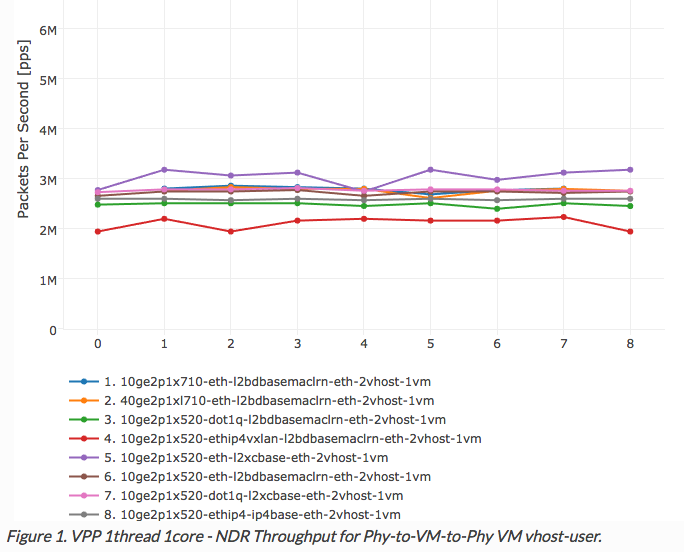 Packets Per Second [pps]
6M
5M
4M
3M
2M
1M
0
0 1 2 3 4 5 6 7 8
1. 10ge2p1x710-eth-l2bdbasemaclrn-eth-2vhost-1vm
2. 40ge2p1xl710-eth-l2bdbasemaclrn-eth-2vhost-1vm
3. 10ge2p1x520-dot1q-l2bdbasemaclrn-eth-2vhost-1vm
4. 10ge2p1x520-ethip4vxlan-l2bdbasemaclrn-eth-2vhost-1vm
5. 10ge2p1x520-eth-l2xcbase-eth-2vhost-1vm
6. 10ge2p1x520-eth-l2bdbasemaclrn-eth-2vhost-1vm
7. 10ge2p1x520-dot1q-l2xcbase-eth-2vhost-1vm
8. 10ge2p1x520-ethip4-ip4base-eth-2vhost-1vm
Figure 1. VPP 1thread 1core - NDR Throughput for Phy-to-VM-to-Phy VM vhost-user.